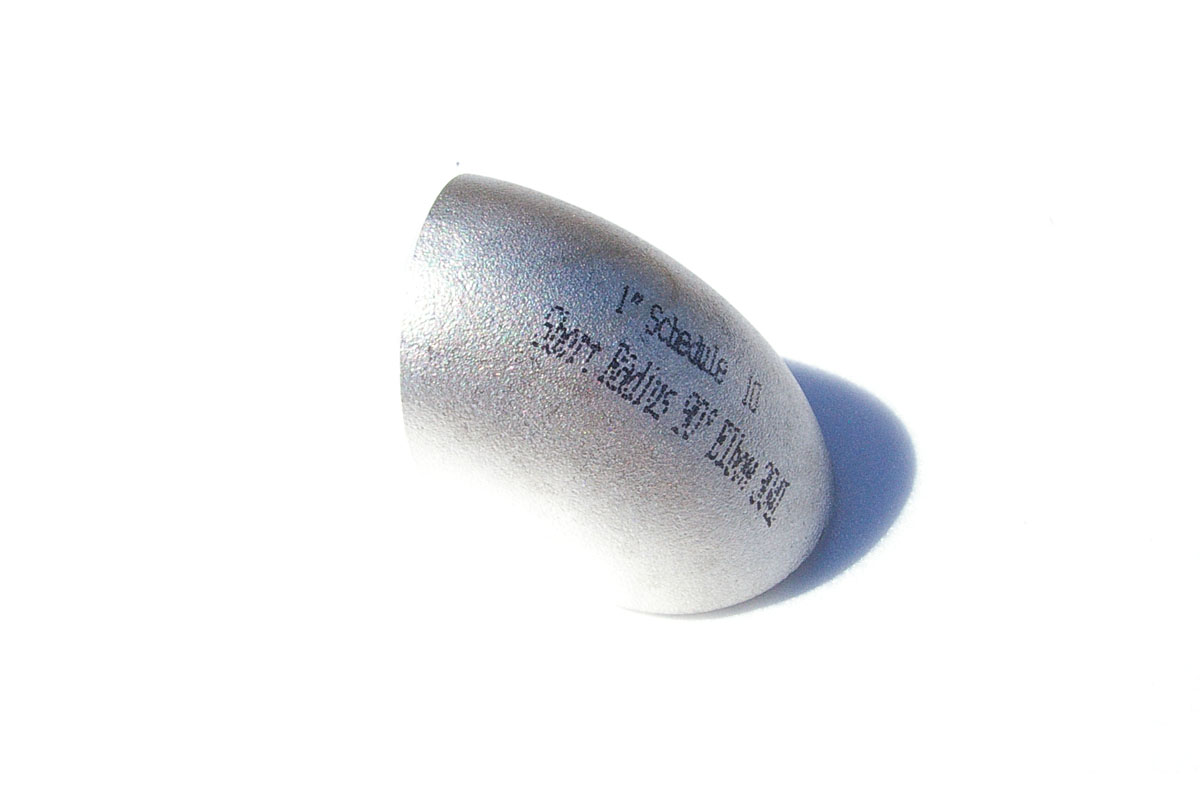 1" Schedule 10
Short Radius 90° Elbow 304L